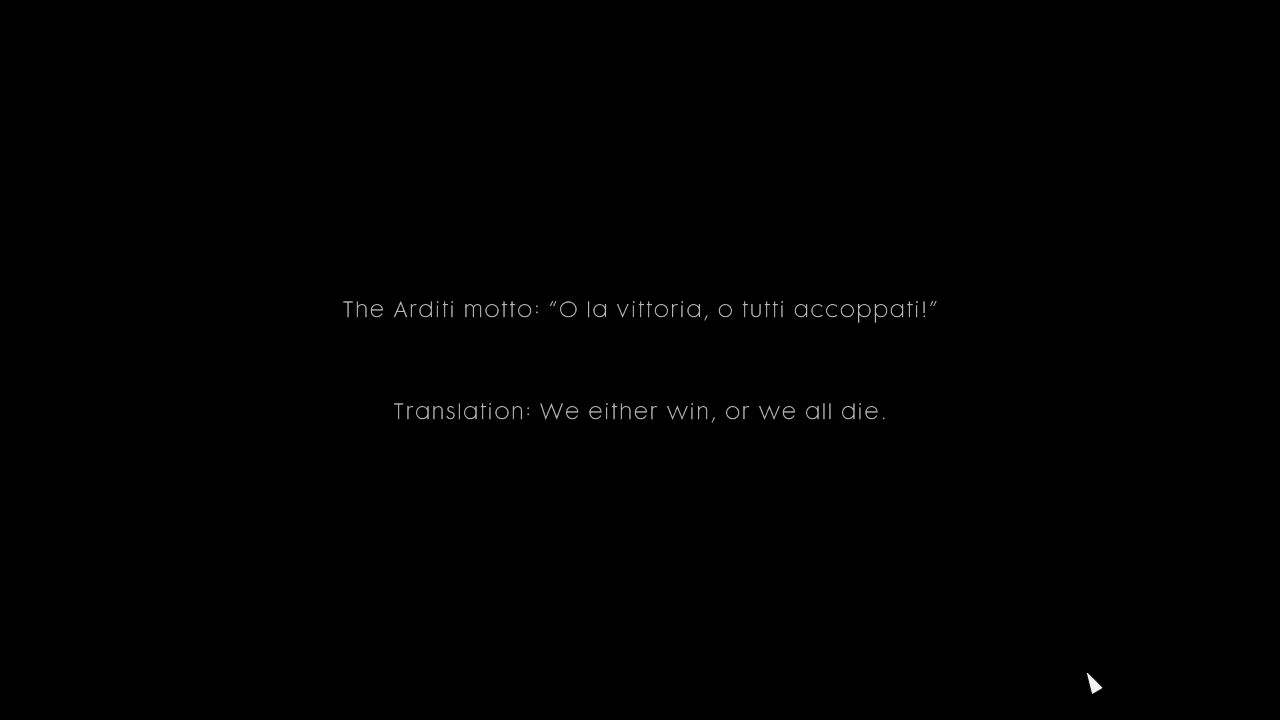 The Arditi motto: “O la vittoria, o tutti accoppati!”
Translation: We either win, or we all die.